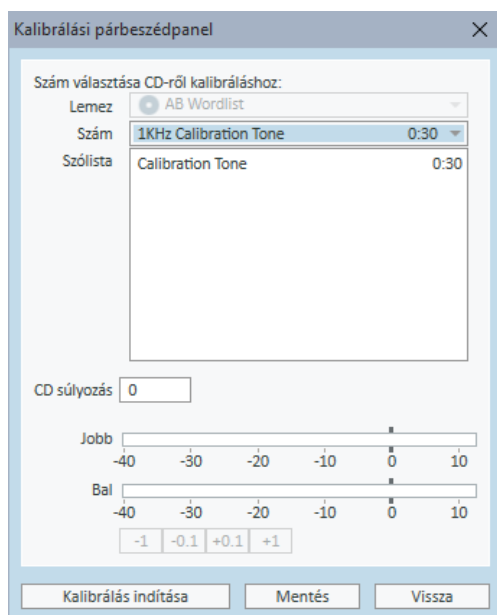 Kalibrálási párbeszédpanel
Szám választása CD-ről kalibráláshoz:
Lemez AB Wordlist
Szám 1KHz Calibration Tone 0:30
Szólista Calibration Tone 0:30
CD súlyozás 0
Jobb
-40 -30 -20 -10 0 10
Bal
-40 -30 -20 -10 0 10
-1 -0.1 +0.1 +1
Kalibrálás indítása Mentés Vissza